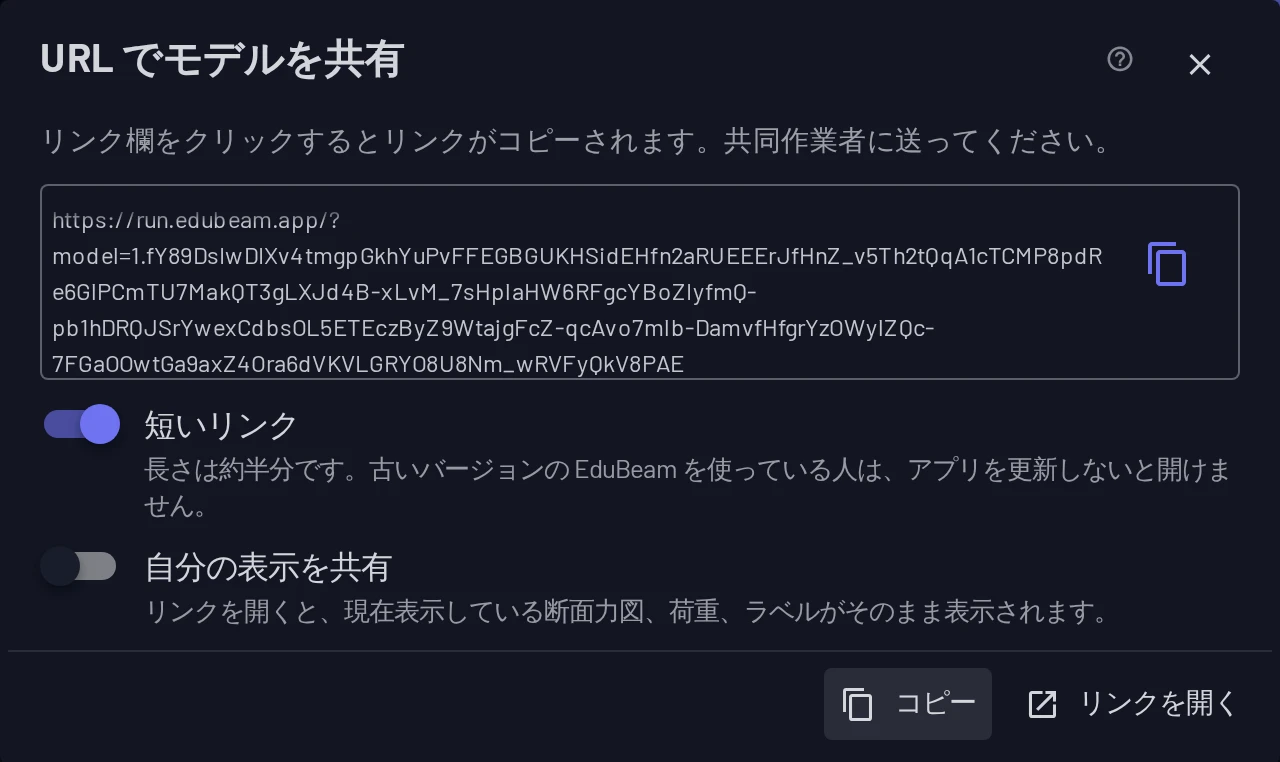 URL でモデルを共有
リンク欄をクリックするとリンクがコピーされます。共同作業者に送ってください。
https://run.edubeam.app/?
model=1.fY89DsIwDIXv4tmgpGkhYuPvFFEGBGUKHSidEHfn2aRUEEErJfHnZ_v5Th2tQqA1cTCMP8pdR
e6GIPCmTU7MakQT3gLXJd4B-xLvM_7sHpIaHW6RFgcYBoZIyfmQ-
pb1hDRQJSrYwexCdbsOL5ETEczByZ9WtajgFcZ-qcAvo7mlb-DamvfHfgrYzOWyIZQc-
7FGaOOwtGa9axZ4Ora6dVKVLGRYO8U8Nm_wRVFyQkV8PAE
短いリンク
長さは約半分です。古いバージョンの EduBeam を使っている人は、アプリを更新しないと開けま
せん。
自分の表示を共有
リンクを開くと、現在表示している断面力図、荷重、ラベルがそのまま表示されます。
コピー
リンクを開く